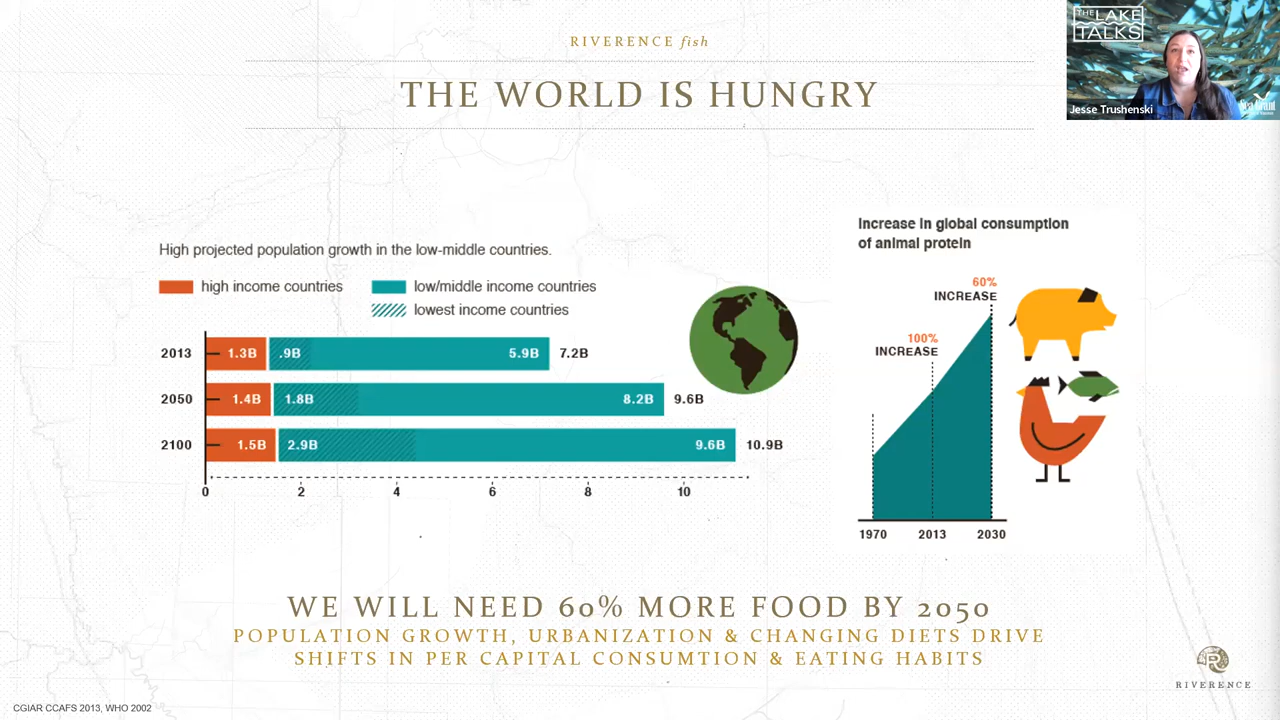 RIVERENCE fish
THE WORLD IS HUNGRY
THE LAKE TALKS
Jesse Trushenski
Sea Grant
High projected population growth in the low-middle countries.
high income countries
low/middle income countries
lowest income countries
2013 1.3B .9B 5.9B 7.2B
2050 1.4B 1.8B 8.2B 9.6B
2100 1.5B 2.9B 9.6B 10.9B
0 2 4 6 8 10
Increase in global consumption
of animal protein
60%
INCREASE
100%
INCREASE
1970 2013 2030
WE WILL NEED 60% MORE FOOD BY 2050
POPULATION GROWTH, URBANIZATION & CHANGING DIETS DRIVE
SHIFTS IN PER CAPITAL CONSUMTION & EATING HABITS
R
RIVERENCE
CGIAR CCAFS 2013, WHO 2002